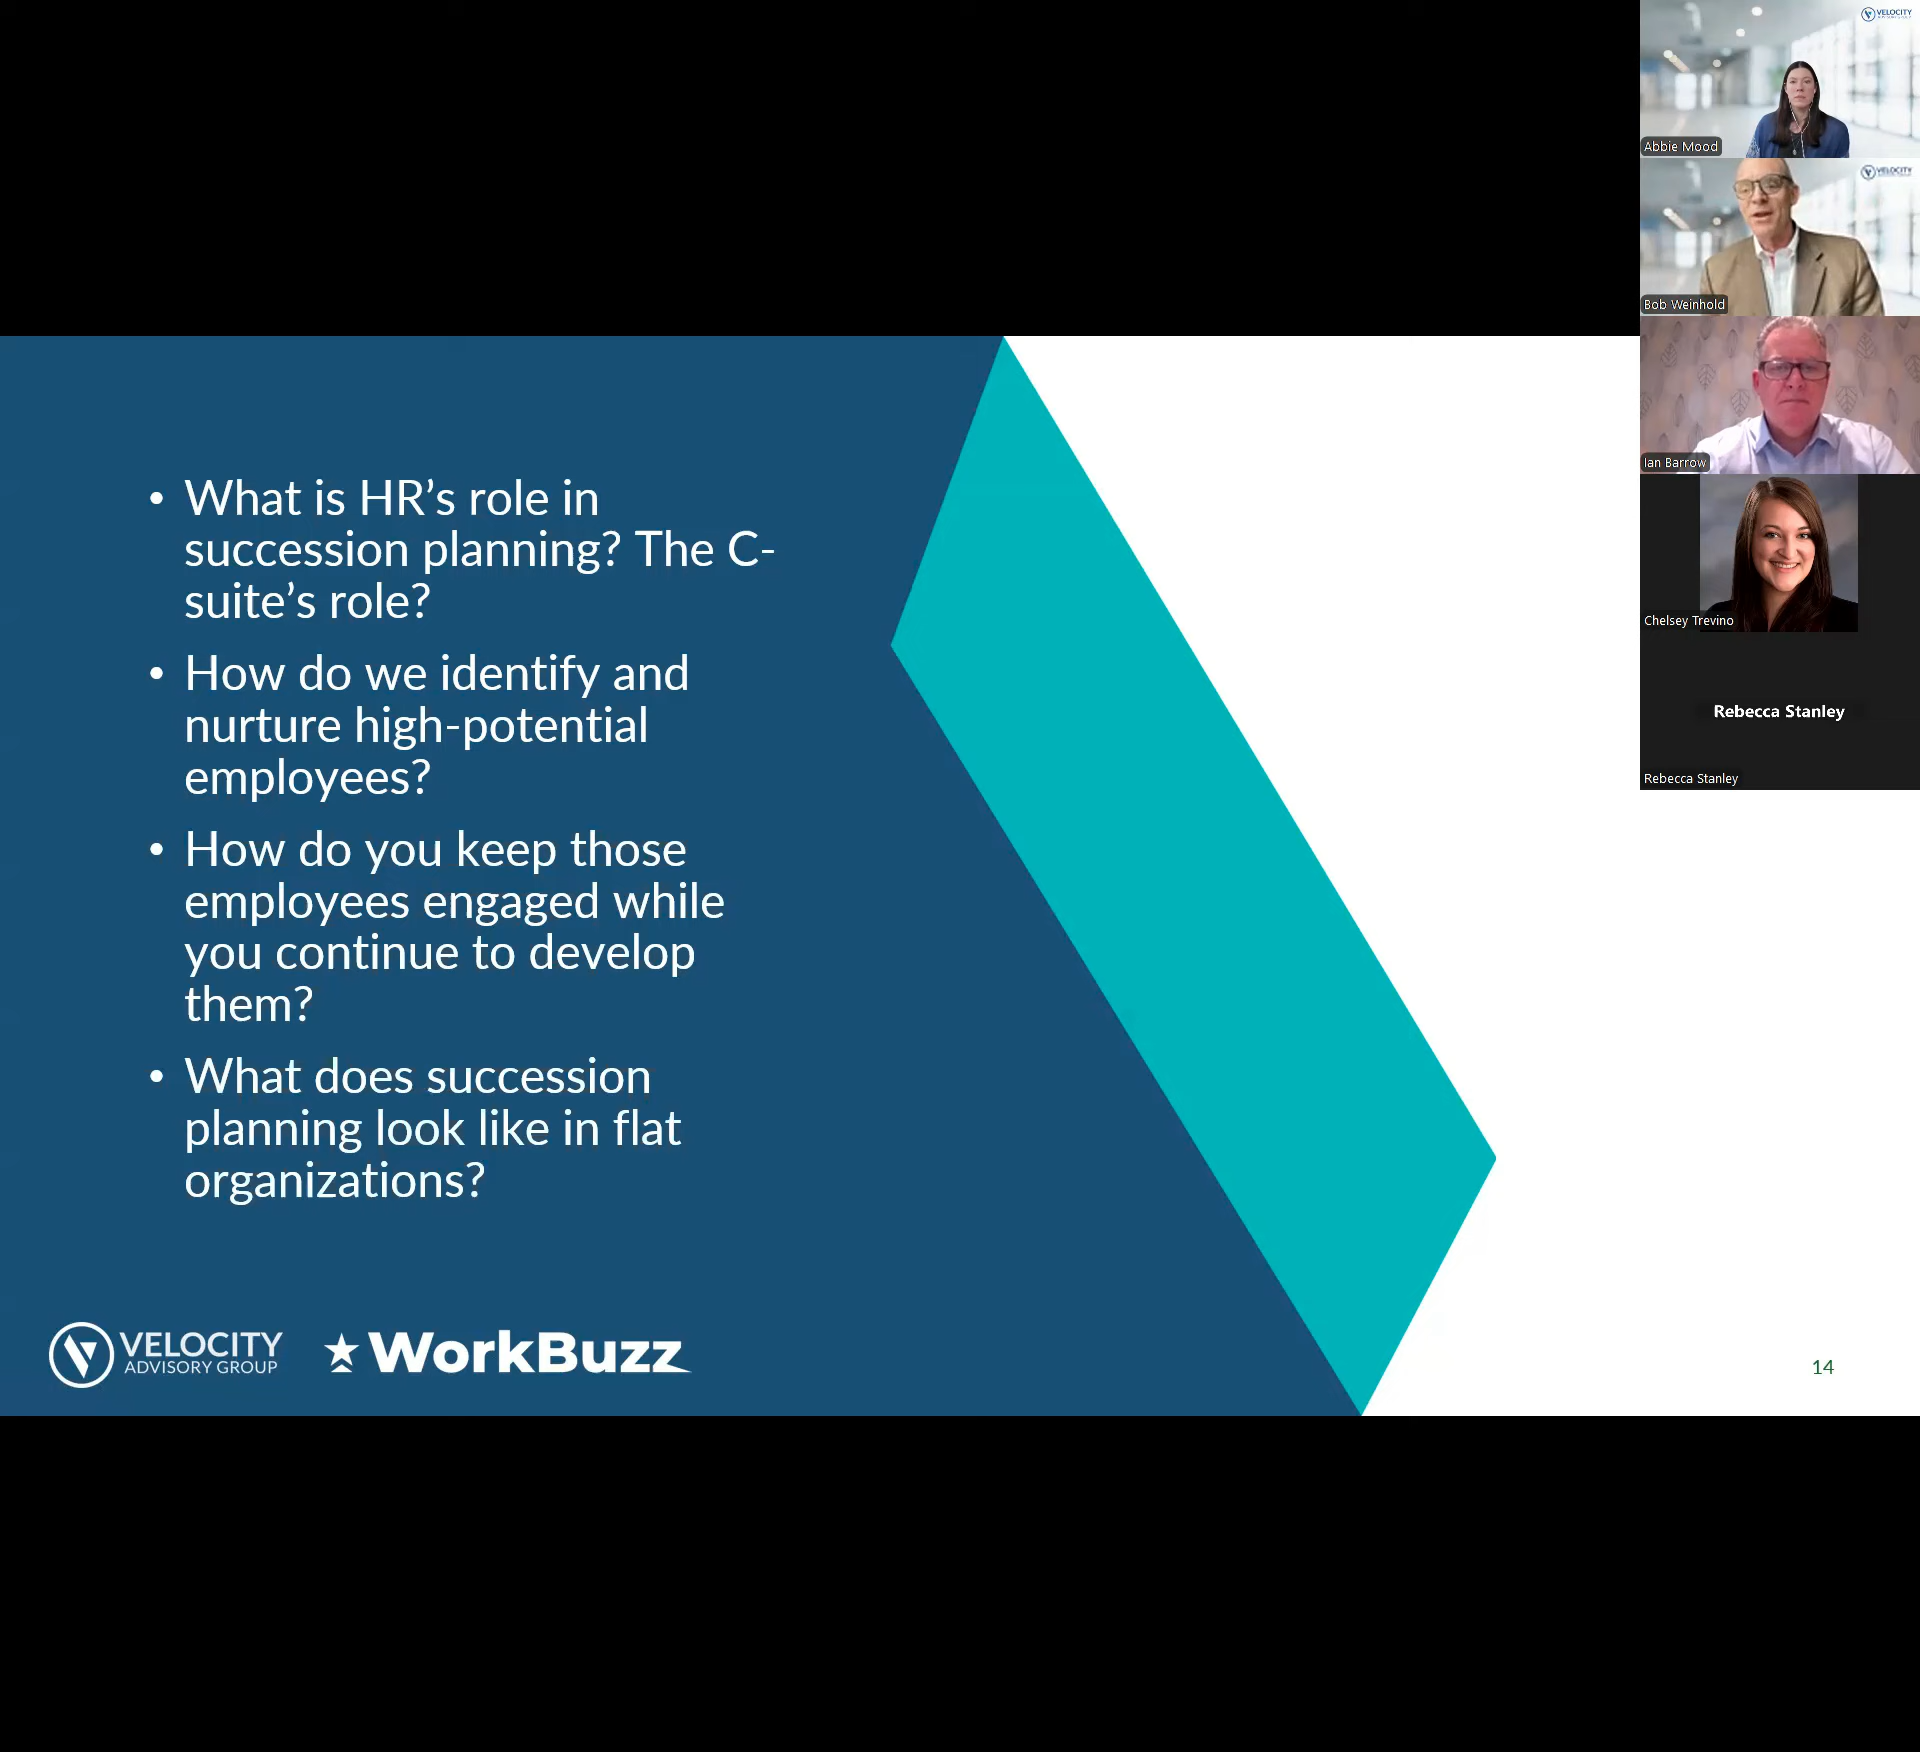 VELOCITY
Abbie Mood
VELOCITY
Bob Weinhold
Ian Barrow
Chelsey Trevino
Rebecca Stanley
Rebecca Stanley
• What is HR’s role in
succession planning? The C-
suite’s role?
• How do we identify and
nurture high-potential
employees?
• How do you keep those
employees engaged while
you continue to develop
them?
• What does succession
planning look like in flat
organizations?
VELOCITY
ADVISORY GROUP
WorkBuzz
14